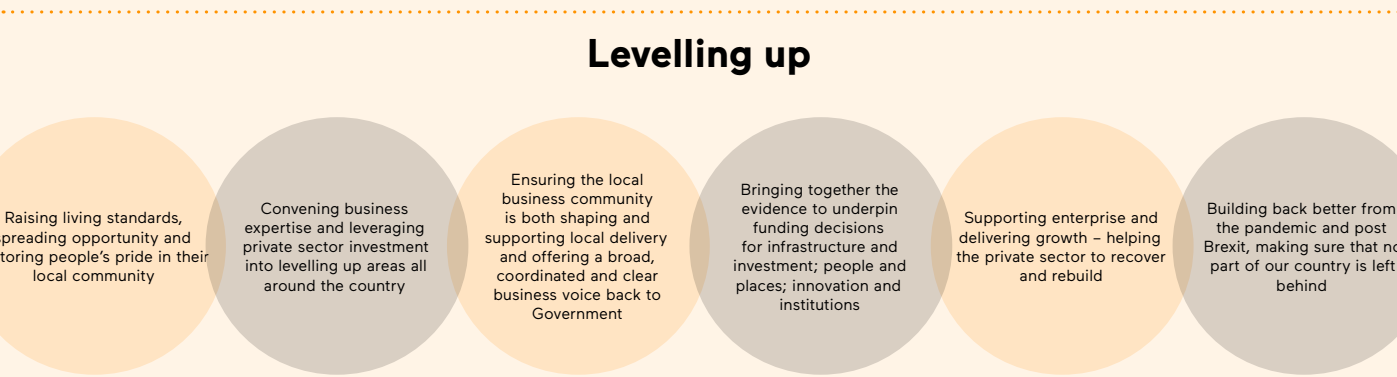 Levelling up
Raising living standards,
spreading opportunity and
toring people's pride in their
local community
Convening business
expertise and leveraging
private sector investment
into levelling up areas all
around the country
Ensuring the local
business community
is both shaping and
supporting local delivery
and offering a broad,
coordinated and clear
business voice back to
Government
Bringing together the
evidence to underpin
funding decisions
for infrastructure and
investment; people and
places; innovation and
institutions
Supporting enterprise and
delivering growth – helping
the private sector to recover
and rebuild
Building back better from
the pandemic and post
Brexit, making sure that no
part of our country is left
behind